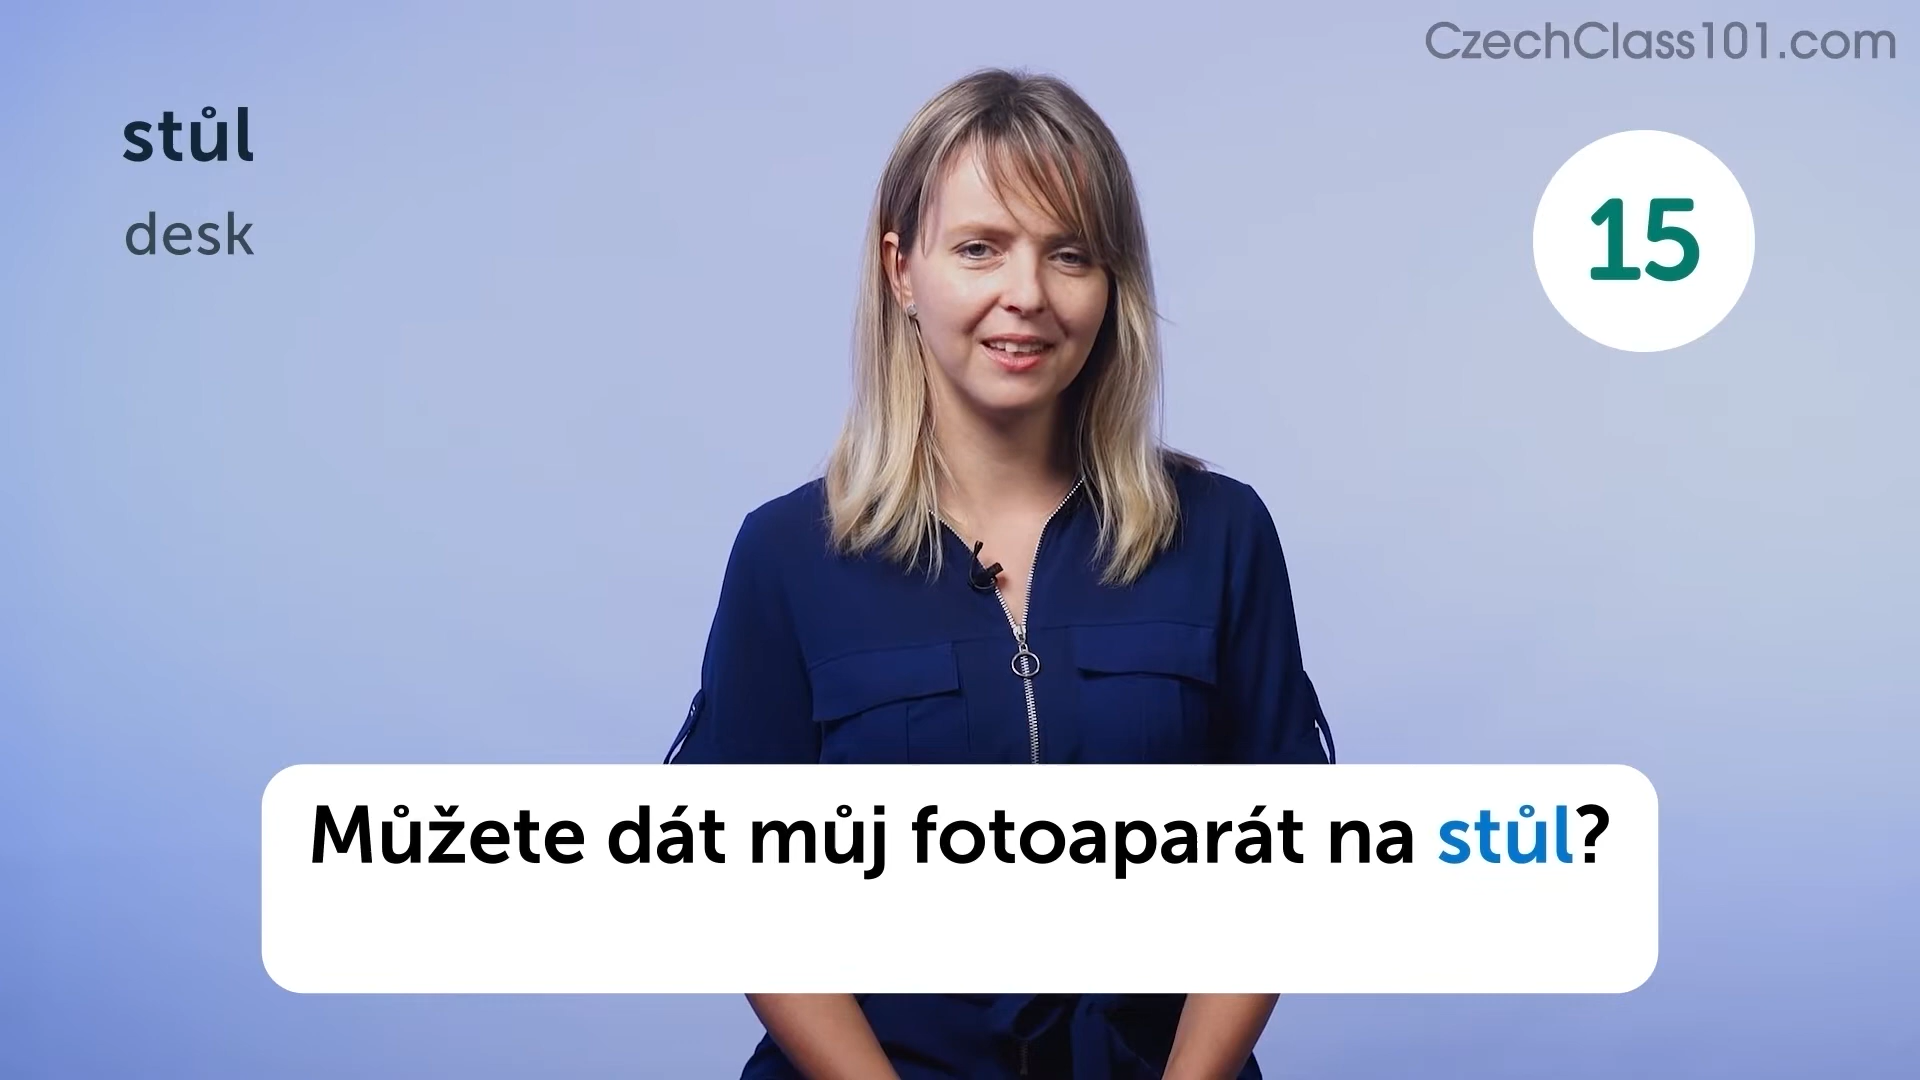 CzechClass101.com
stůl
desk
15
Můžete dát můj fotoaparát na stůl?